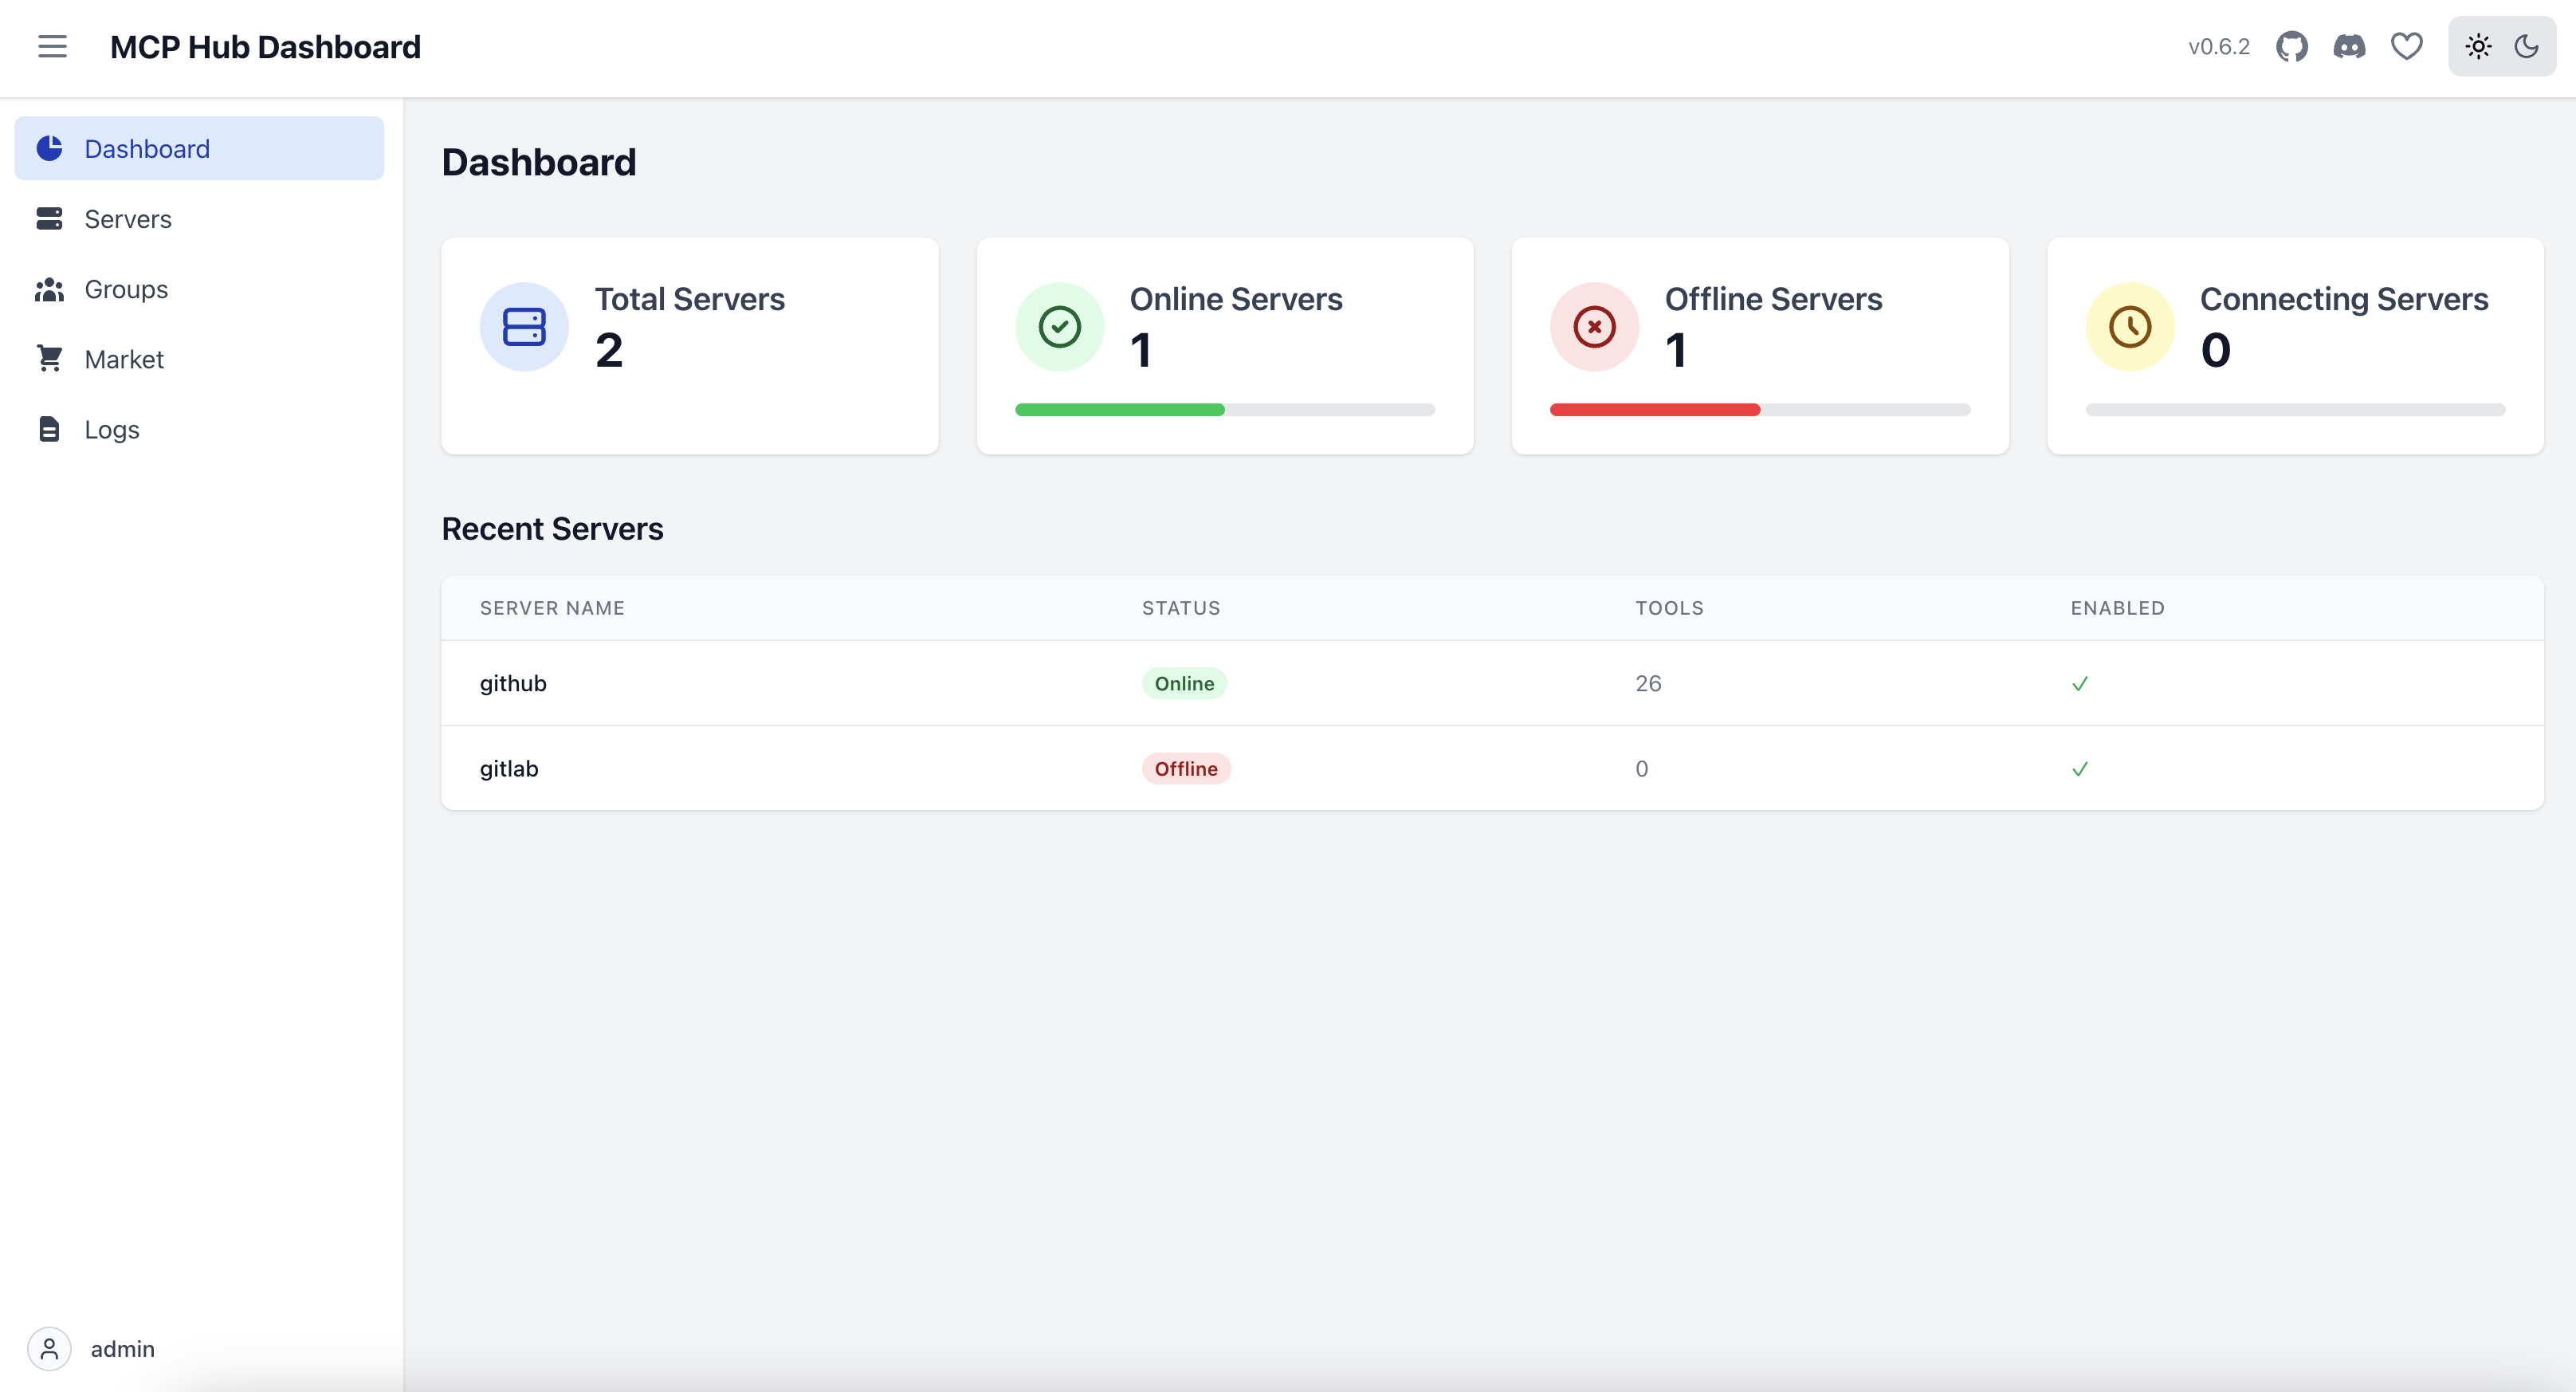 MCP Hub Dashboard
v0.6.2
Dashboard
Servers
Groups
Market
Logs
admin
Dashboard
Total Servers
2
Online Servers
1
Offline Servers
1
Connecting Servers
0
Recent Servers
SERVER NAME STATUS TOOLS ENABLED
github Online 26 ✓
gitlab Offline 0 ✓